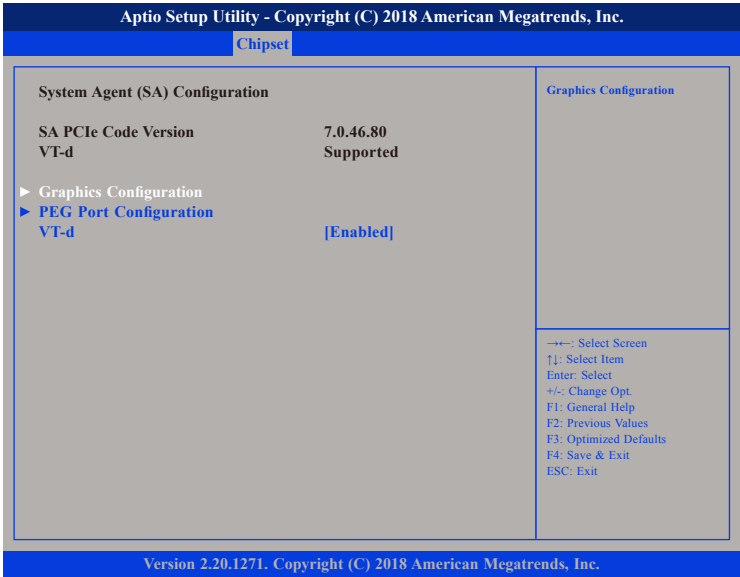 Aptio Setup Utility - Copyright (C) 2018 American Megatrends, Inc.
Chipset
System Agent (SA) Configuration
SA PCIe Code Version 7.0.46.80
VT-d Supported
► Graphics Configuration
► PEG Port Configuration
VT-d [Enabled]
Graphics Configuration
→←: Select Screen
↑↓: Select Item
Enter: Select
+/-: Change Opt.
F1: General Help
F2: Previous Values
F3: Optimized Defaults
F4: Save & Exit
ESC: Exit
Version 2.20.1271. Copyright (C) 2018 American Megatrends, Inc.